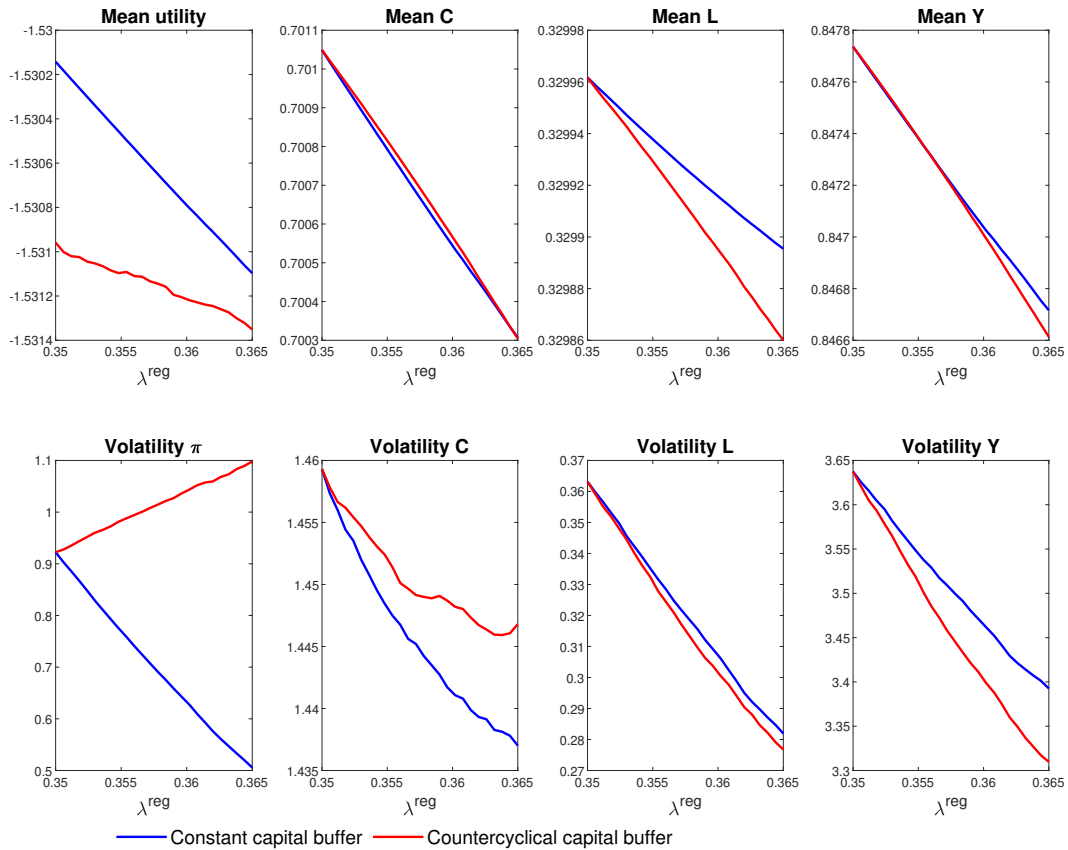 Mean utility
-1.53
-1.5302
-1.5304
-1.5306
-1.5308
-1.531
-1.5312
-1.5314
0.35 0.355 0.36 0.365
λ^reg
Mean C
0.7011
0.701
0.7009
0.7008
0.7007
0.7006
0.7005
0.7004
0.7003
0.35 0.355 0.36 0.365
λ^reg
Mean L
0.32998
0.32996
0.32994
0.32992
0.3299
0.32988
0.32986
0.35 0.355 0.36 0.365
λ^reg
Mean Y
0.8478
0.8476
0.8474
0.8472
0.847
0.8468
0.8466
0.35 0.355 0.36 0.365
λ^reg
Volatility π
1.1
1
0.9
0.8
0.7
0.6
0.5
0.35 0.355 0.36 0.365
λ^reg
Volatility C
1.46
1.455
1.45
1.445
1.44
1.435
0.35 0.355 0.36 0.365
λ^reg
Volatility L
0.37
0.36
0.35
0.34
0.33
0.32
0.31
0.3
0.29
0.28
0.27
0.35 0.355 0.36 0.365
λ^reg
Volatility Y
3.65
3.6
3.55
3.5
3.45
3.4
3.35
3.3
0.35 0.355 0.36 0.365
λ^reg
Constant capital buffer Countercyclical capital buffer